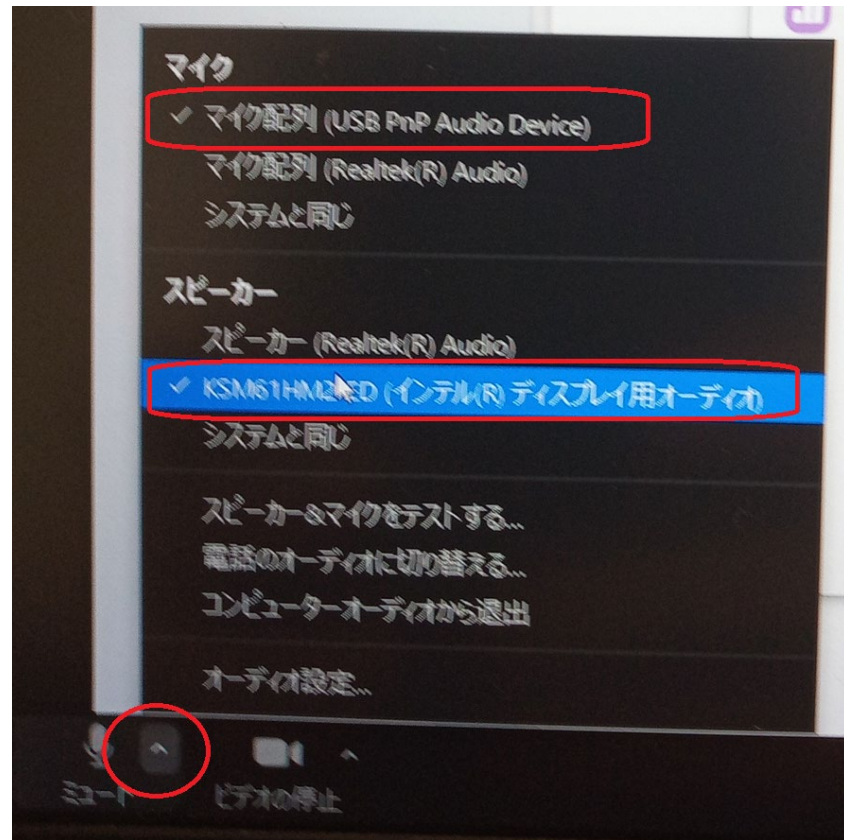 マイク
マイク配列 (USB PnP Audio Device)
マイク配列 (Realtek(R) Audio)
システムと同じ
スピーカー
スピーカー (Realtek(R) Audio)
(インテル(R) ディスプレイ用オーディオ)
システムと同じ
スピーカー&マイクをテストする...
電話のオーディオに切り替える...
コンピューターオーディオから退出
オーディオ設定...
ミュート
ビデオの停止